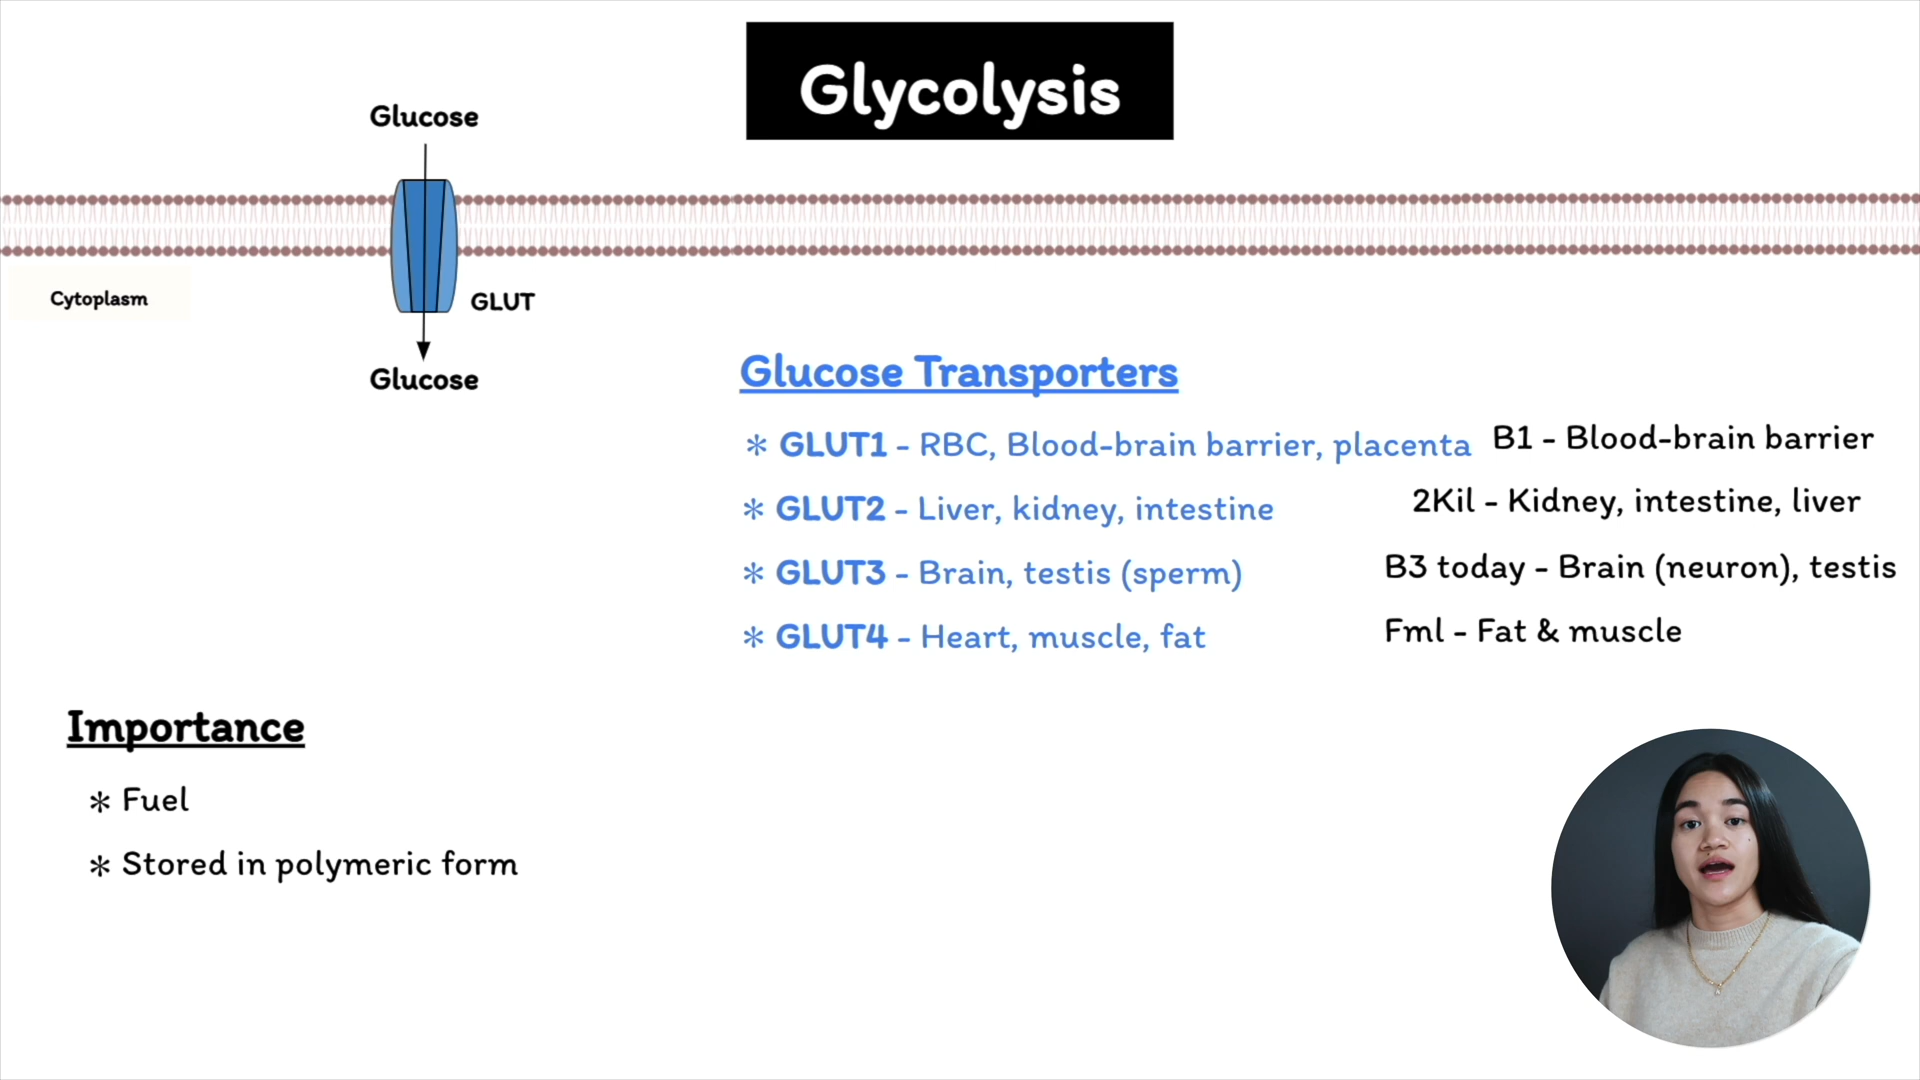 Glycolysis
Glucose
Cytoplasm
GLUT
Glucose
Glucose Transporters
* GLUT1 - RBC, Blood-brain barrier, placenta
B1 - Blood-brain barrier
* GLUT2 - Liver, kidney, intestine
2Kil - Kidney, intestine, liver
* GLUT3 - Brain, testis (sperm)
B3 today - Brain (neuron), testis
* GLUT4 - Heart, muscle, fat
Fml - Fat & muscle
Importance
* Fuel
* Stored in polymeric form